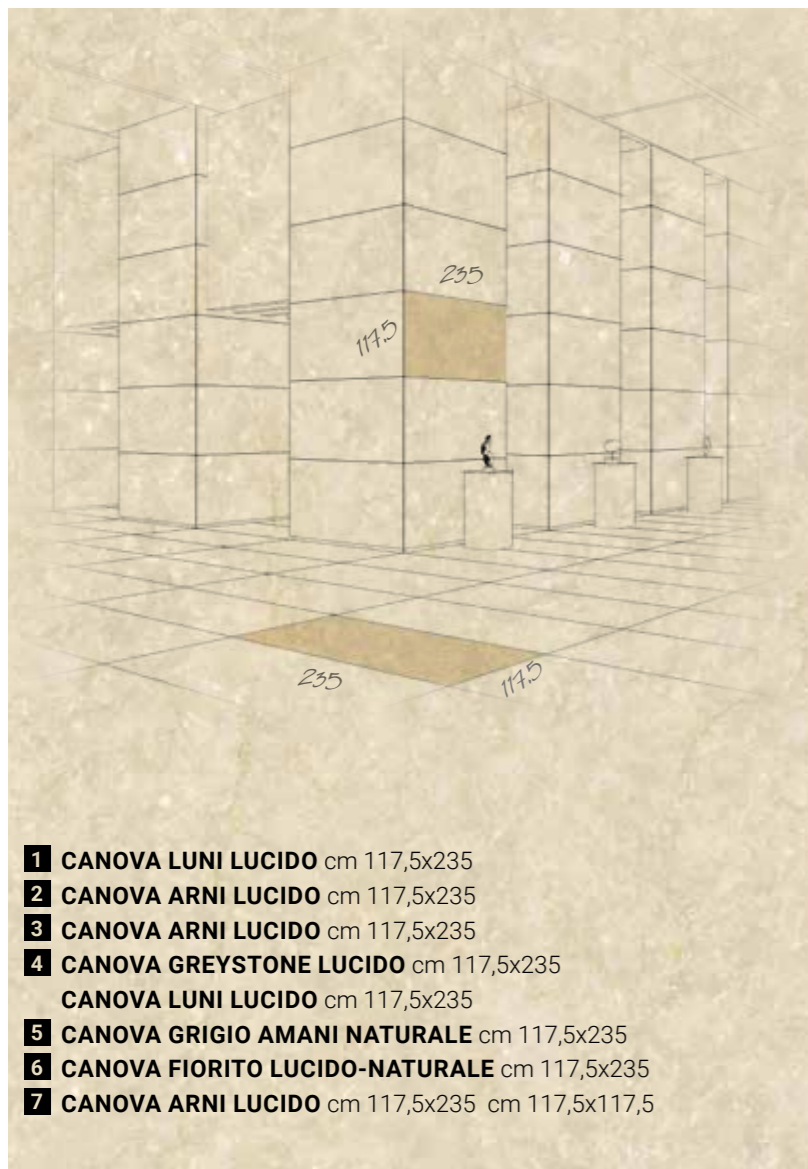 235
117.5
235
117.5
1 CANOVA LUNI LUCIDO cm 117,5x235
2 CANOVA ARNI LUCIDO cm 117,5x235
3 CANOVA ARNI LUCIDO cm 117,5x235
4 CANOVA GREYSTONE LUCIDO cm 117,5x235
CANOVA LUNI LUCIDO cm 117,5x235
5 CANOVA GRIGIO AMANI NATURALE cm 117,5x235
6 CANOVA FIORITO LUCIDO-NATURALE cm 117,5x235
7 CANOVA ARNI LUCIDO cm 117,5x235 cm 117,5x117,5